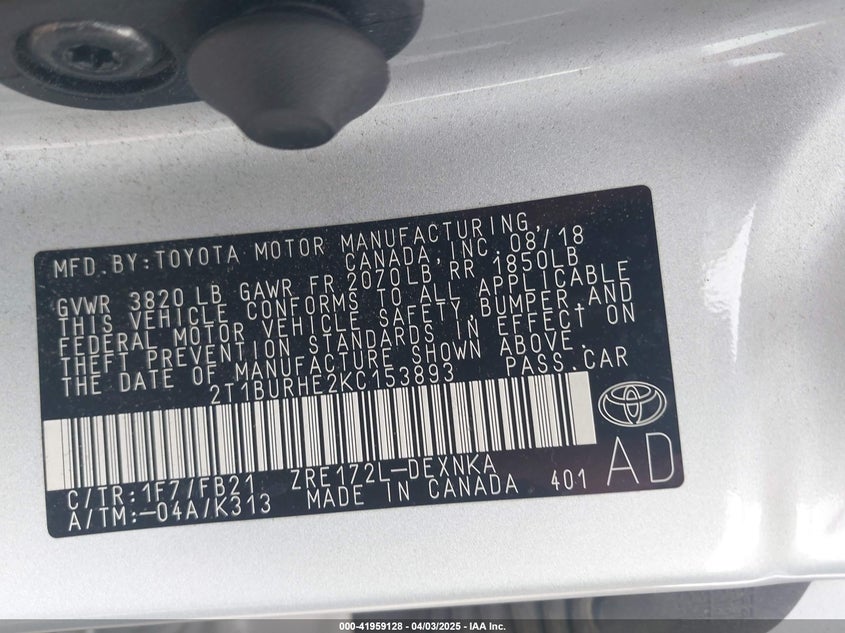 MFD.BY:TOYOTA MOTOR MANUFACTURING,
CANADA,INC. 08/18
GVWR 3820 LB GAWR FR 2070LB RR 1850LB
THIS VEHICLE CONFORMS TO ALL APPLICABLE
FEDERAL MOTOR VEHICLE SAFETY,BUMPER,AND
THEFT PREVENTION STANDARDS IN EFFECT ON
THE DATE OF MANUFACTURE SHOWN ABOVE.
2T1BURHE2KC153893 PASS.CAR
C/TR:1F7/FB21 ZRE172L-DEXNKA
A/TM:-04A/K313 MADE IN CANADA 401
AD
000-41959128 - 04/03/2025 - IAA Inc.